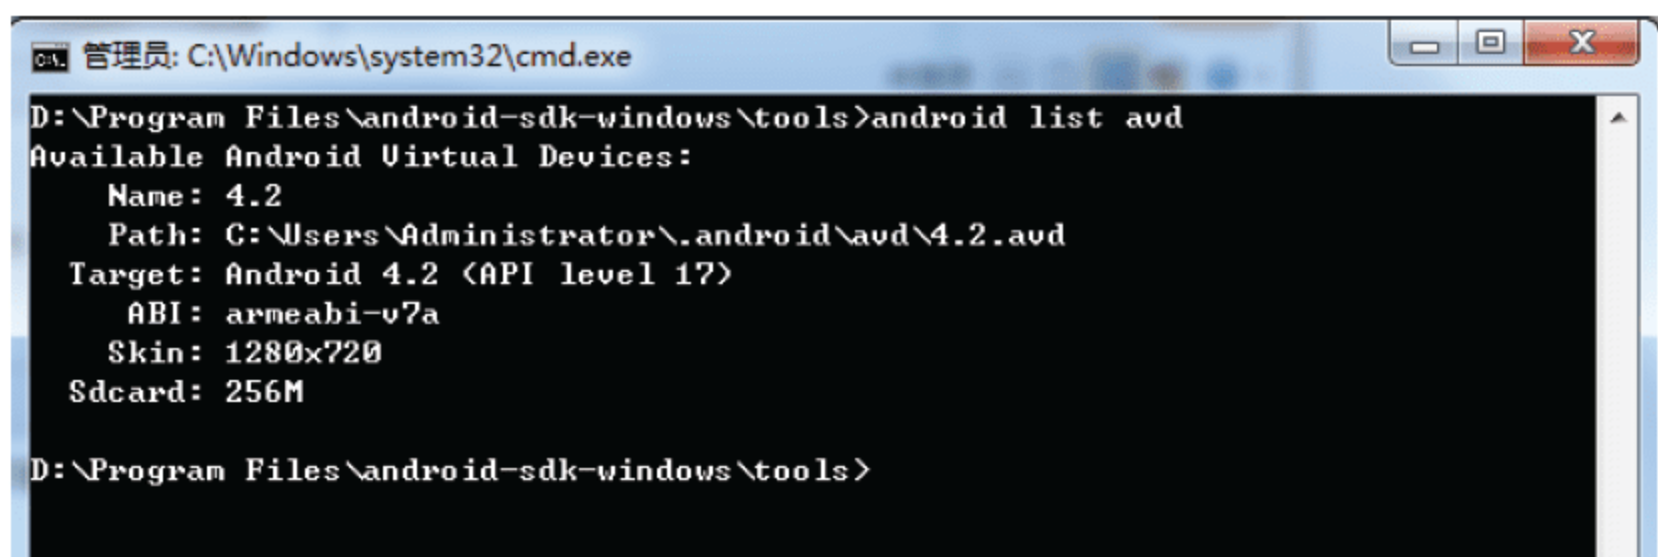 管理员: C:\Windows\system32\cmd.exe
D:\Program Files\android-sdk-windows\tools>android list avd
Available Android Virtual Devices:
    Name: 4.2
    Path: C:\Users\Administrator\.android\avd\4.2.avd
  Target: Android 4.2 (API level 17)
     ABI: armeabi-v7a
    Skin: 1280x720
  Sdcard: 256M
D:\Program Files\android-sdk-windows\tools>